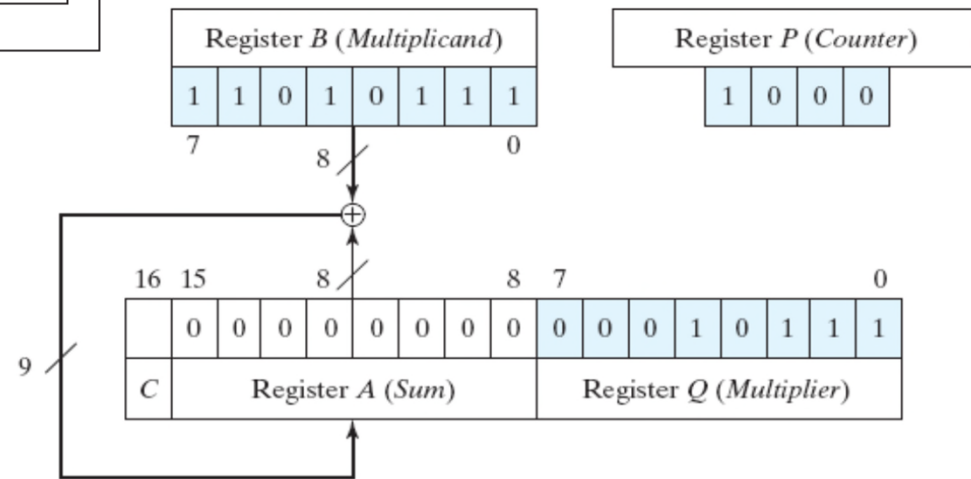 Register B (Multiplicand)
Register P (Counter)
1 1 0 1 0 1 1 1
1 0 0 0
7 8 0
16 15 8 8 7 0
0 0 0 0 0 0 0 0 0 0 0 1 0 1 1 1
9
C Register A (Sum) Register Q (Multiplier)